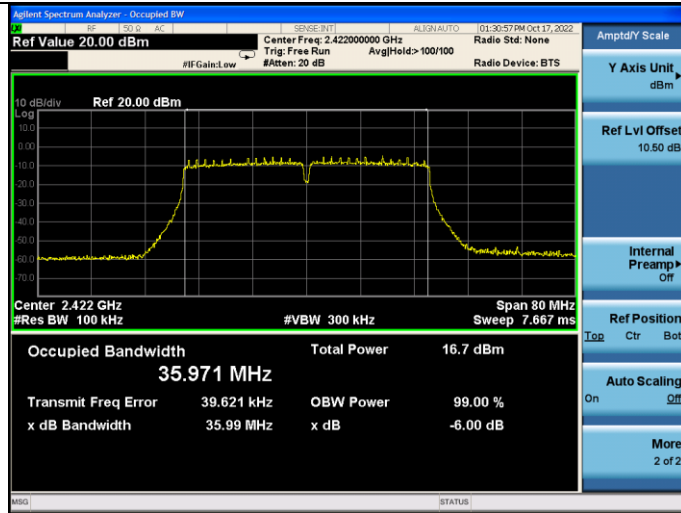 Agilent Spectrum Analyzer - Occupied BW
LXI RF 50 Ω AC SENSE:INT ALIGN AUTO 01:30:57 PM Oct 17, 2022
Ref Value 20.00 dBm Center Freq: 2.422000000 GHz Radio Std: None
Trig: Free Run Avg|Hold:> 100/100
#IFGain:Low #Atten: 20 dB Radio Device: BTS
10 dB/div Ref 20.00 dBm
Log
10.0
0.00
-10.0
-20.0
-30.0
-40.0
-50.0
-60.0
-70.0
Center 2.422 GHz Span 80 MHz
#Res BW 100 kHz #VBW 300 kHz Sweep 7.667 ms
Occupied Bandwidth Total Power 16.7 dBm
35.971 MHz
Transmit Freq Error 39.621 kHz OBW Power 99.00 %
x dB Bandwidth 35.99 MHz x dB -6.00 dB
MSG STATUS
Amptd/Y Scale
Y Axis Unit
dBm
Ref Lvl Offset
10.50 dB
Internal
Preamp
Off
Ref Position
Top Ctr Bot
Auto Scaling
On Off
More
2 of 2